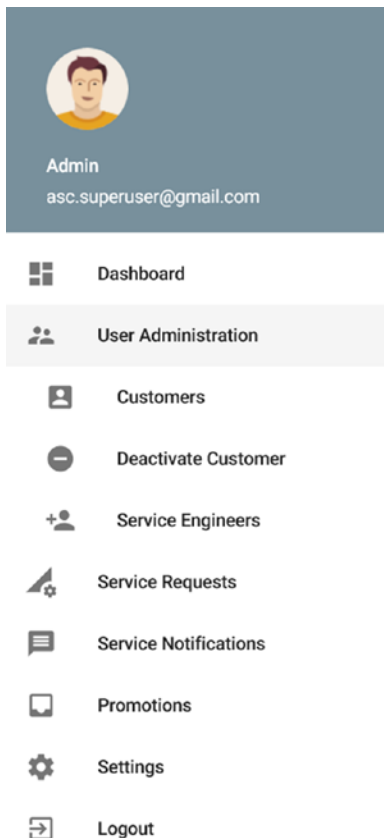 Admin
asc.superuser@gmail.com
Dashboard
User Administration
Customers
Deactivate Customer
Service Engineers
Service Requests
Service Notifications
Promotions
Settings
Logout